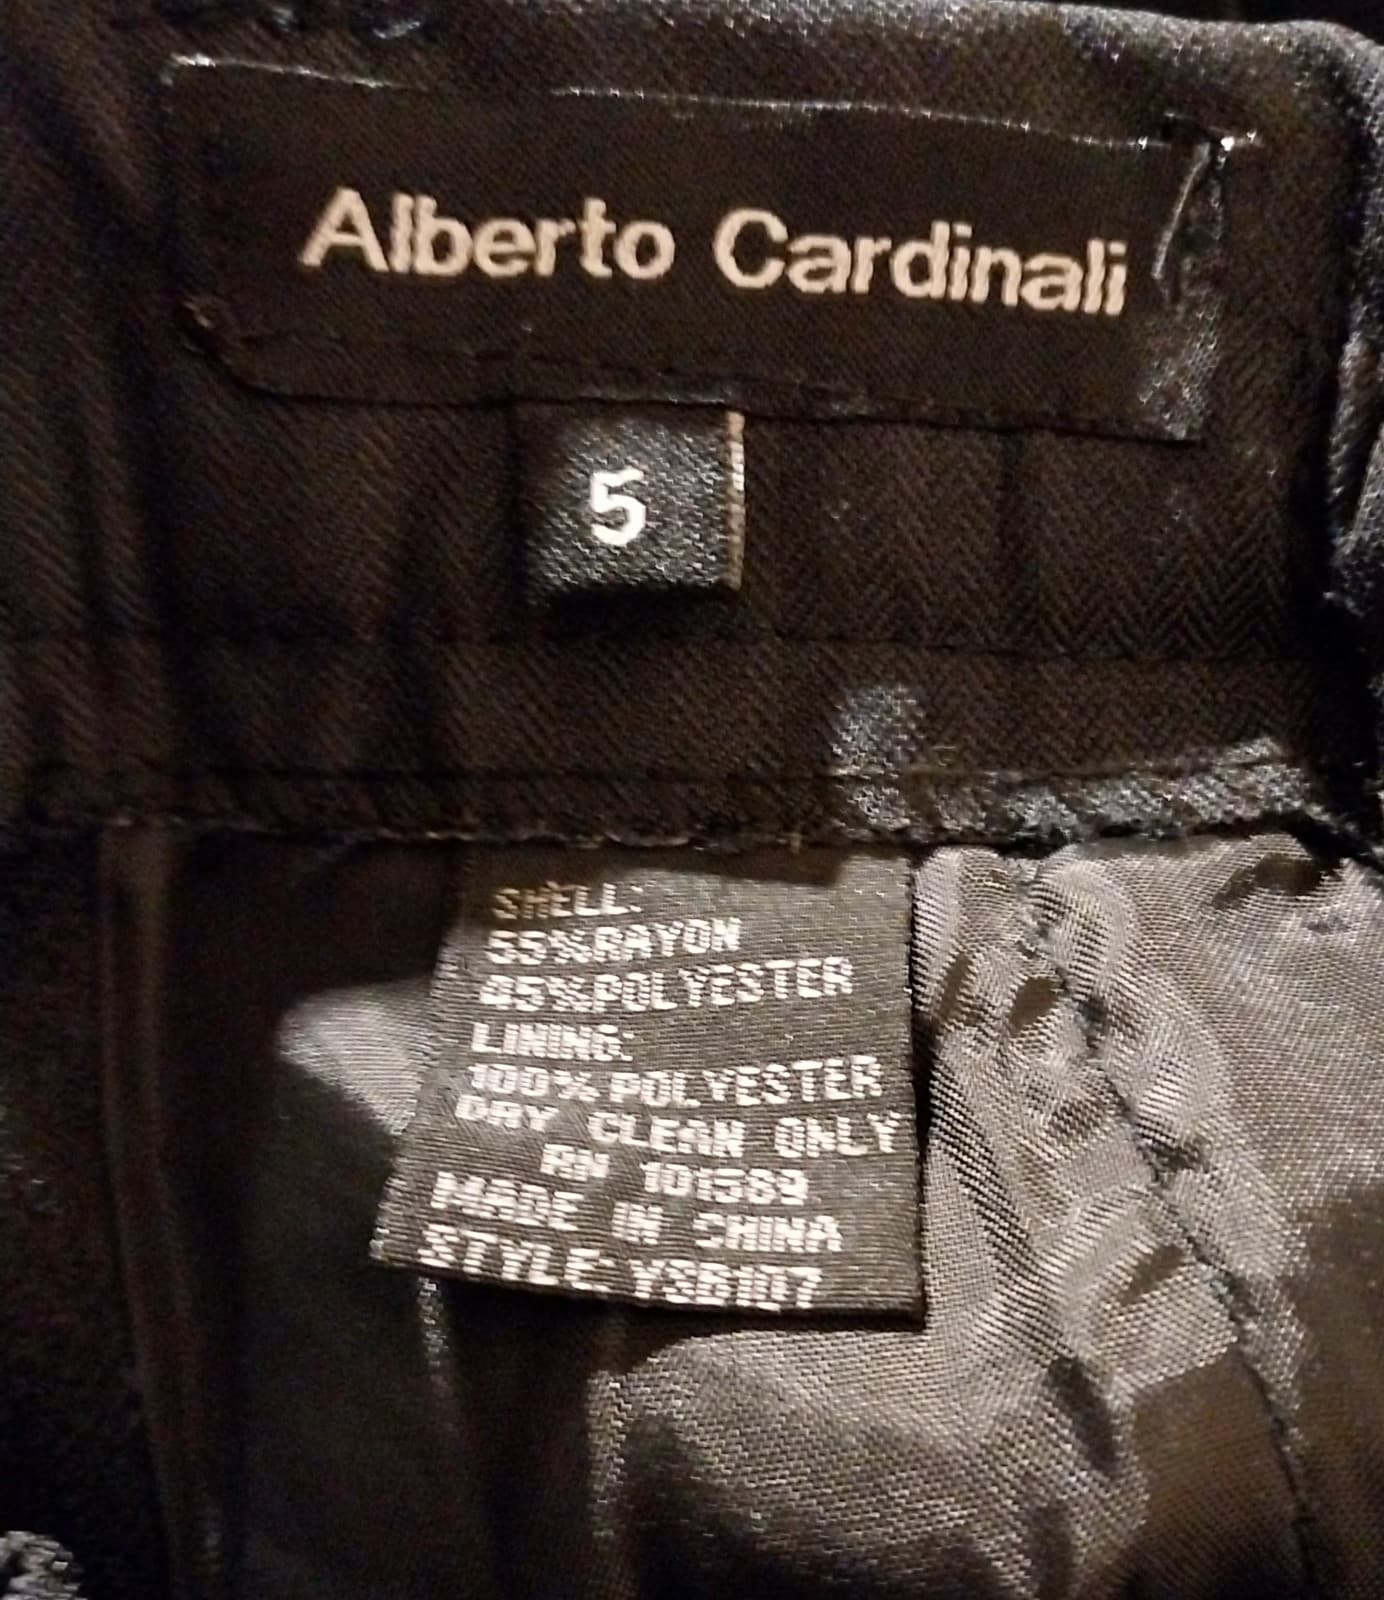 Alberto Cardinali
5
SHELL:
55%RAYON
45%POLYESTER
LINING:
100%POLYESTER
DRY CLEAN ONLY
RN 101589
MADE IN CHINA
STYLE: